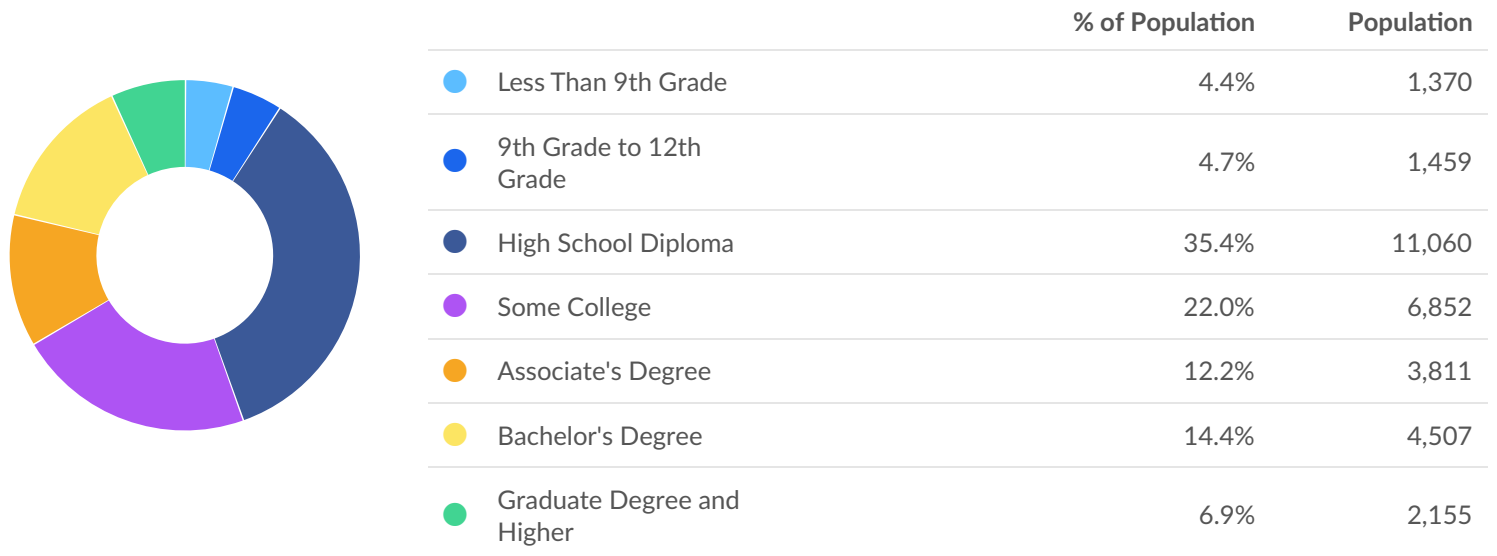 % of Population Population
Less Than 9th Grade 4.4% 1,370
9th Grade to 12th
Grade 4.7% 1,459
High School Diploma 35.4% 11,060
Some College 22.0% 6,852
Associate's Degree 12.2% 3,811
Bachelor's Degree 14.4% 4,507
Graduate Degree and
Higher 6.9% 2,155